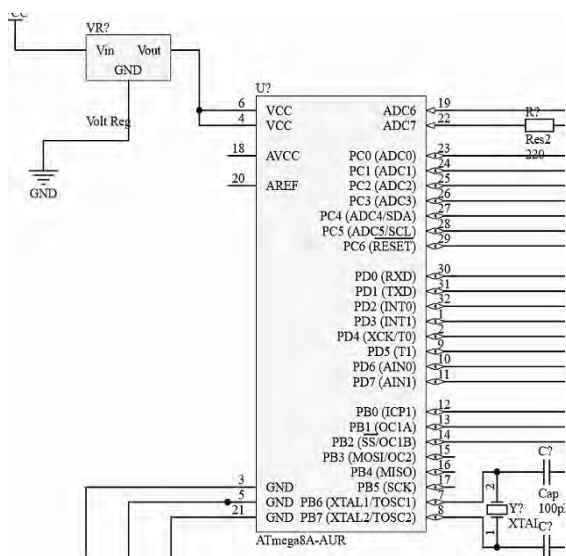 CC
VR?
Vin Vout
GND
Volt Reg
GND
U?
6 VCC ADC6 19
4 VCC ADC7 22
R?
Res2
220
18 AVCC PC0 (ADC0) 23
PC1 (ADC1) 24
20 AREF PC2 (ADC2) 25
PC3 (ADC3) 26
PC4 (ADC4/SDA) 27
PC5 (ADC5/SCL) 28
PC6 (RESET) 29
PD0 (RXD) 30
PD1 (TXD) 31
PD2 (INT0) 32
PD3 (INT1) 1
PD4 (XCK/T0) 2
PD5 (T1) 9
PD6 (AIN0) 10
PD7 (AIN1) 11
PB0 (ICP1) 12
PB1 (OC1A) 13
PB2 (SS/OC1B) 14
PB3 (MOSI/OC2) 15
PB4 (MISO) 16
3 GND PB5 (SCK) 17
5 GND PB6 (XTAL1/TOSC1) 7
21 GND PB7 (XTAL2/TOSC2) 8
ATmega8A-AUR
C?
Cap
100p
2
Y?
XTAL
1
C?